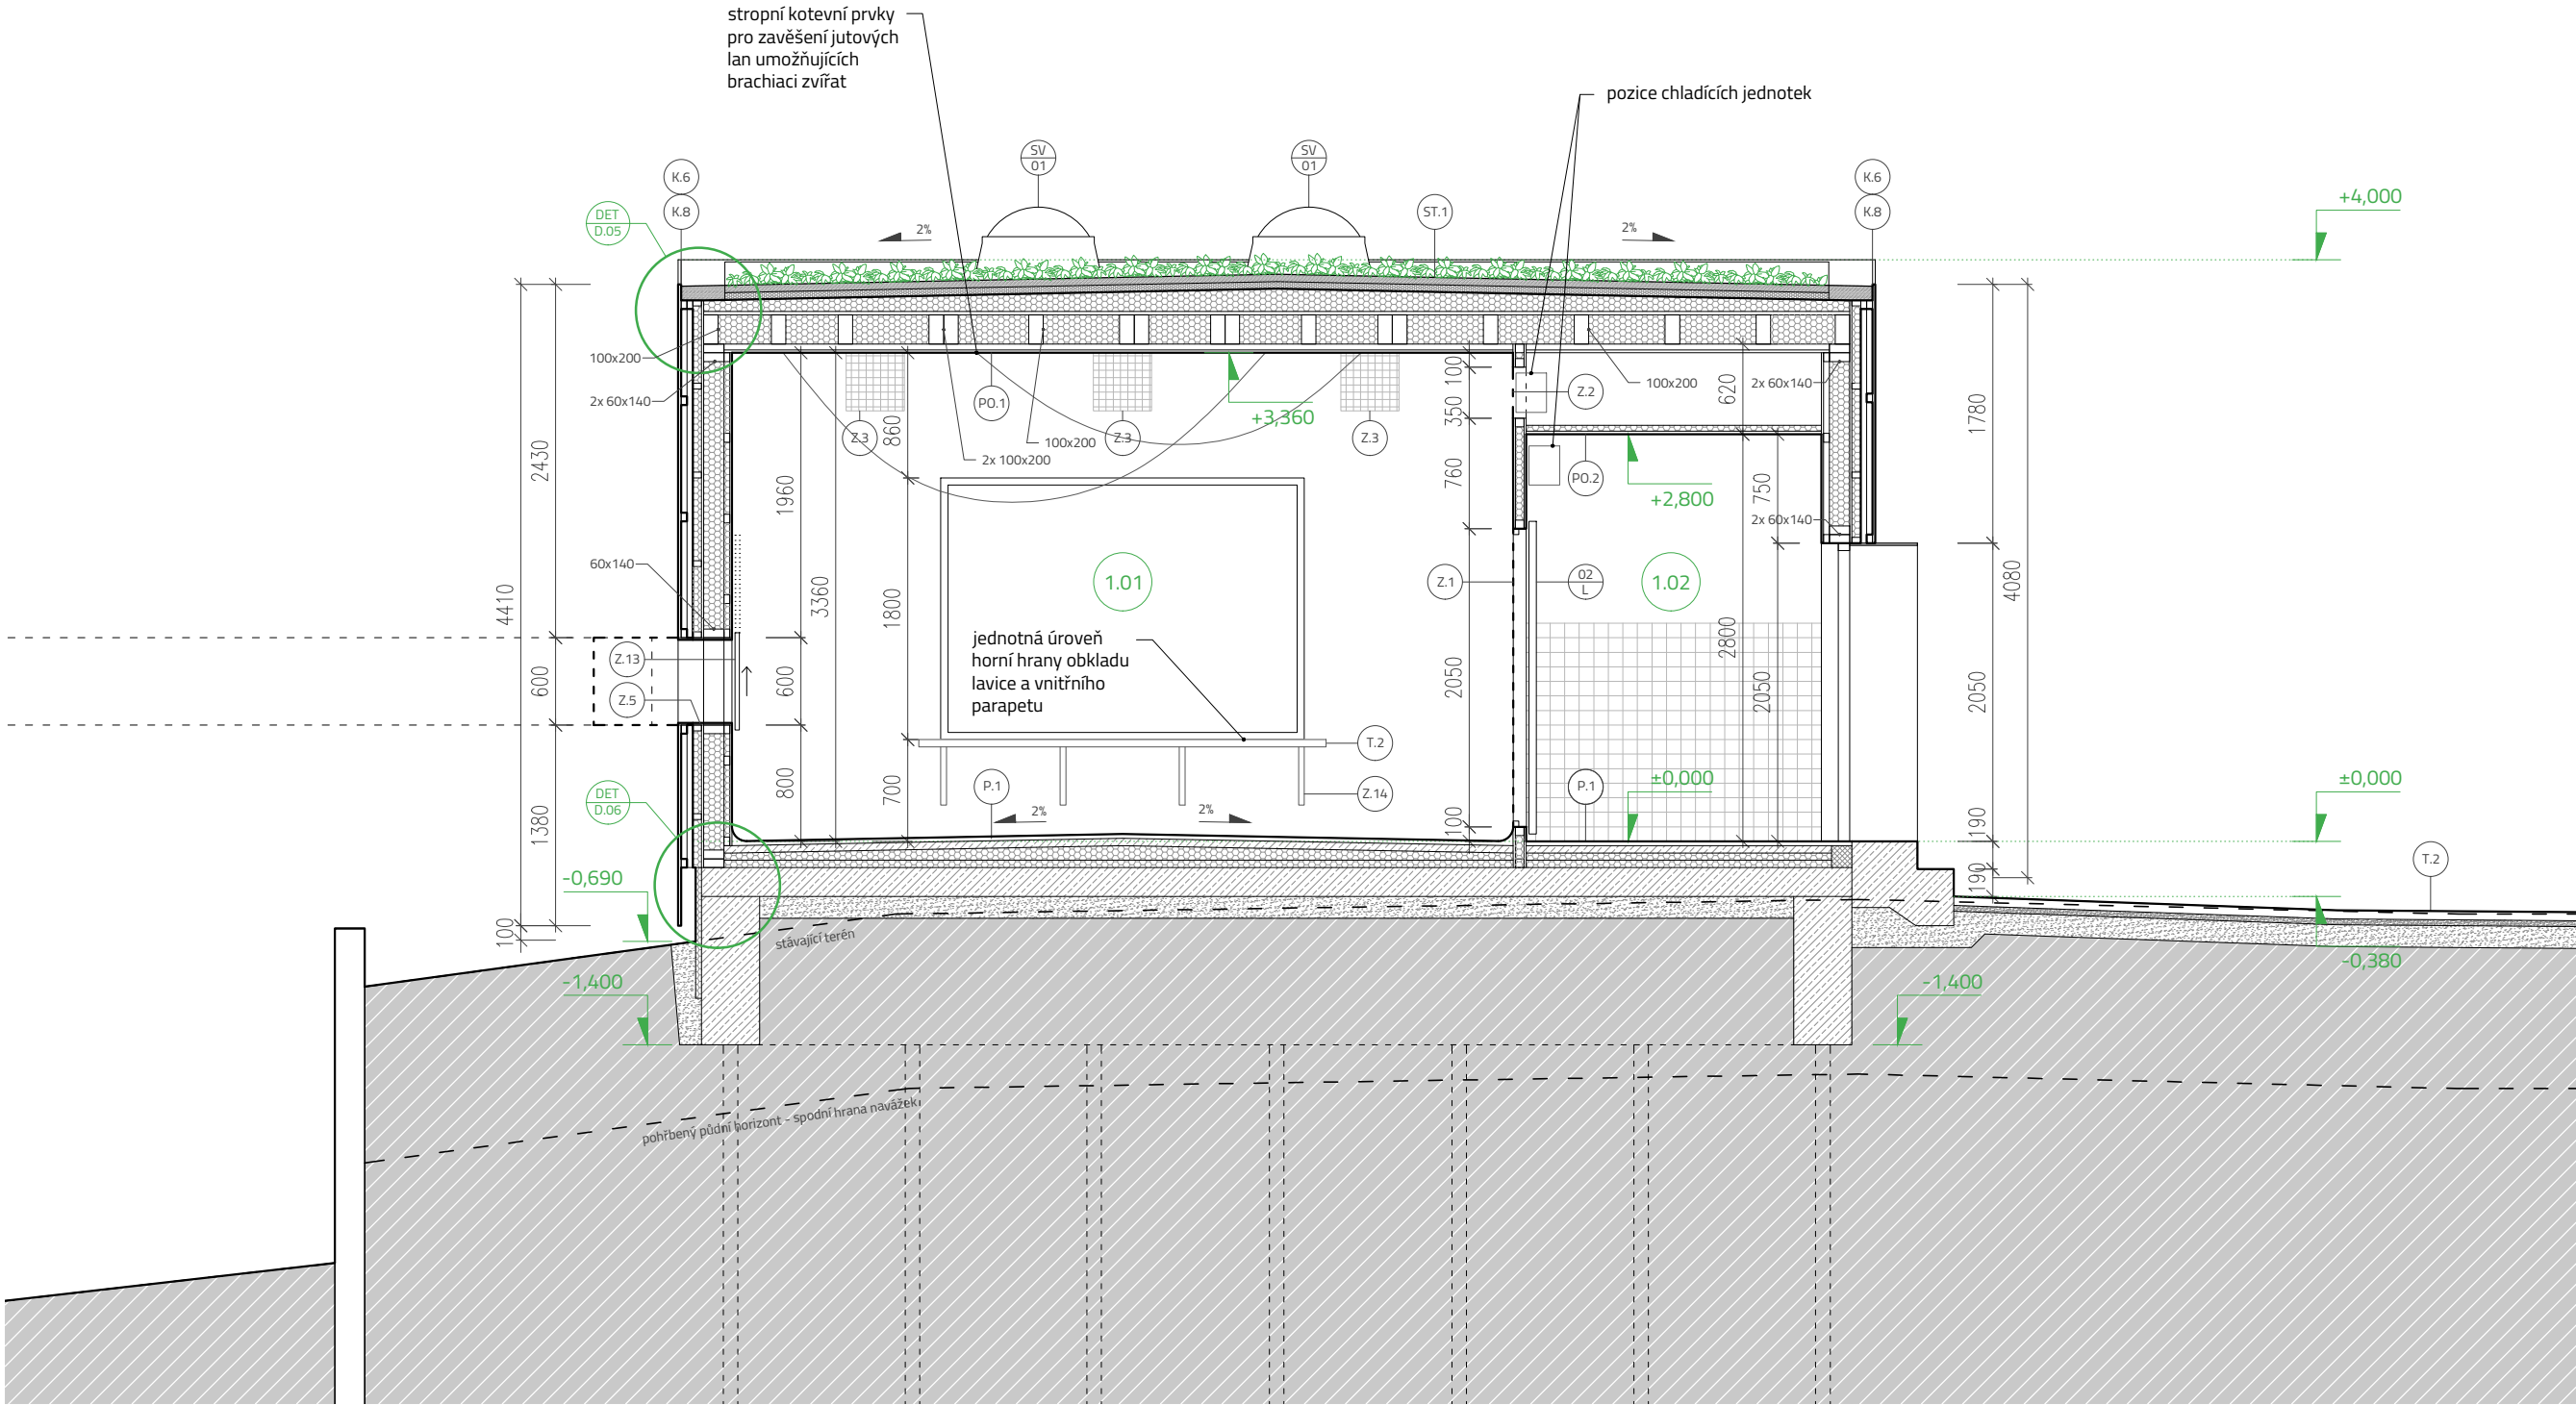 stropní kotevní prvky
pro zavěšení jutových
lan umožňujících
brachiaci zvířat
pozice chladících jednotek
SV
01
SV
01
K.6
K.8
K.6
K.8
ST.1
DET
D.05
2%
2%
+4,000
100x200
2x 60x140
Z.3
PO.1
Z.3
Z.3
+3,360
100x200
2x 100x200
Z.2
100x200
2x 60x140
100
350
620
860
760
1780
2430
1960
PO.2
+2,800
750
2x 60x140
60x140
4410
3360
1800
1.01
Z.1
02
L
1.02
4080
jednotná úroveň
horní hrany obkladu
lavice a vnitřního
parapetu
Z.13
Z.5
600
600
2050
2800
2050
2050
T.2
Z.14
DET
D.06
1380
800
700
P.1
2%
2%
100
P.1
±0,000
±0,000
190
190
T.2
-0,690
100
stávající terén
-0,380
-1,400
-1,400
pohřbený půdní horizont - spodní hrana navážek